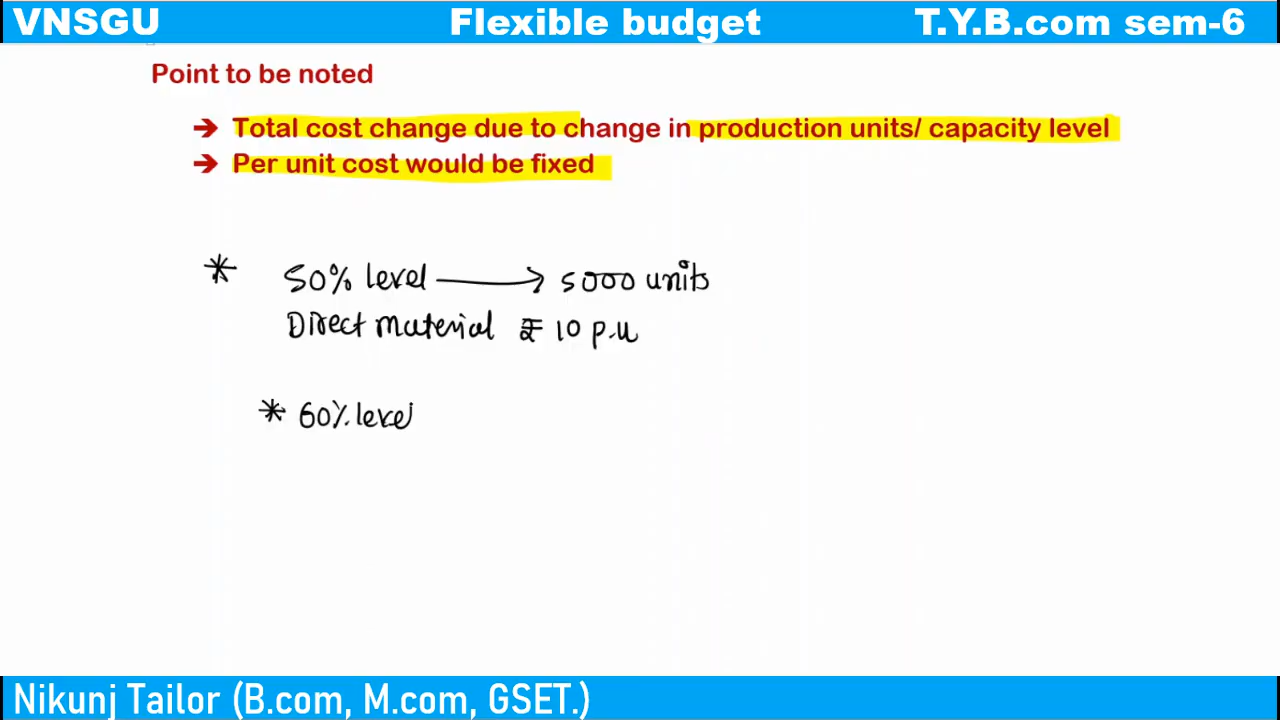 VNSGU Flexible budget T.Y.B.com sem-6
Point to be noted
→ Total cost change due to change in production units/ capacity level
→ Per unit cost would be fixed
* 50% level → 5000 units
Direct material ₹ 10 p.u
* 60% level
Nikunj Tailor (B.com, M.com, GSET.)